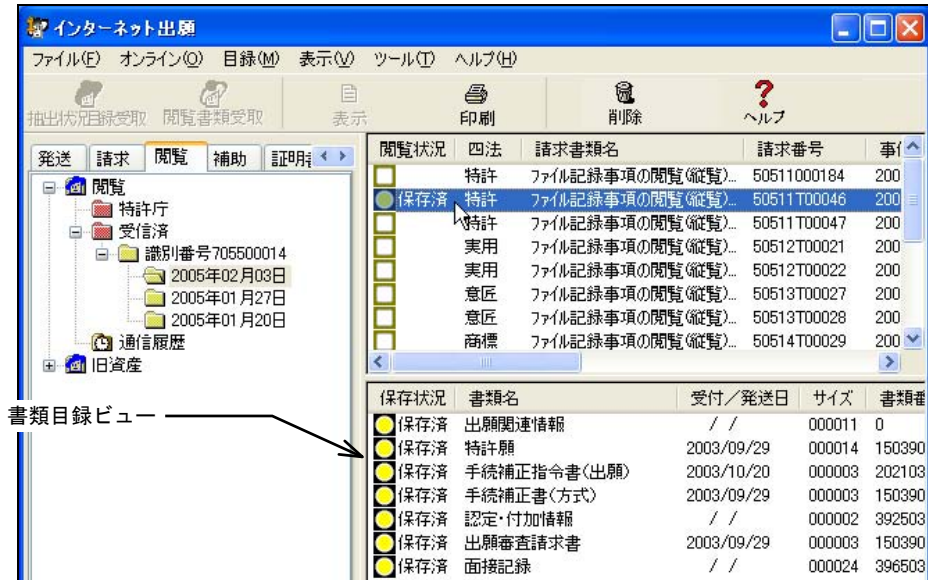 インターネット出願
ファイル(F) オンライン(O) 目録(M) 表示(V) ツール(T) ヘルプ(H)
抽出状況目録受取 閲覧書類受取 表示 印刷 削除 ヘルプ
発送 請求 閲覧 補助
閲覧
特許庁
受信済
識別番号705500014
2005年02月03日
2005年01月27日
2005年01月20日
通信履歴
旧資産
書類目録ビュー
閲覧状況 四法 請求書類名 請求番号
特許 ファイル記録事項の閲覧(縦覧)... 50511000184 200
保存済 特許 ファイル記録事項の閲覧(縦覧)... 50511T00046 200
特許 ファイル記録事項の閲覧(縦覧)... 50511T00047 200
実用 ファイル記録事項の閲覧(縦覧)... 50512T00021 200
実用 ファイル記録事項の閲覧(縦覧)... 50512T00022 200
意匠 ファイル記録事項の閲覧(縦覧)... 50513T00027 200
意匠 ファイル記録事項の閲覧(縦覧)... 50513T00028 200
商標 ファイル記録事項の閲覧(縦覧)... 50514T00029 200
保存状況 書類名 受付／発送日 サイズ 書類番
保存済 出願関連情報 / / 000011 0
保存済 特許願 2003/09/29 000014 150390
保存済 手続補正指令書(出願) 2003/10/20 000003 202103
保存済 手続補正書(方式) 2003/09/29 000003 150390
保存済 認定・付加情報 / / 000002 392503
保存済 出願審査請求書 2003/09/29 000003 150390
保存済 面接記録 / / 000024 396503